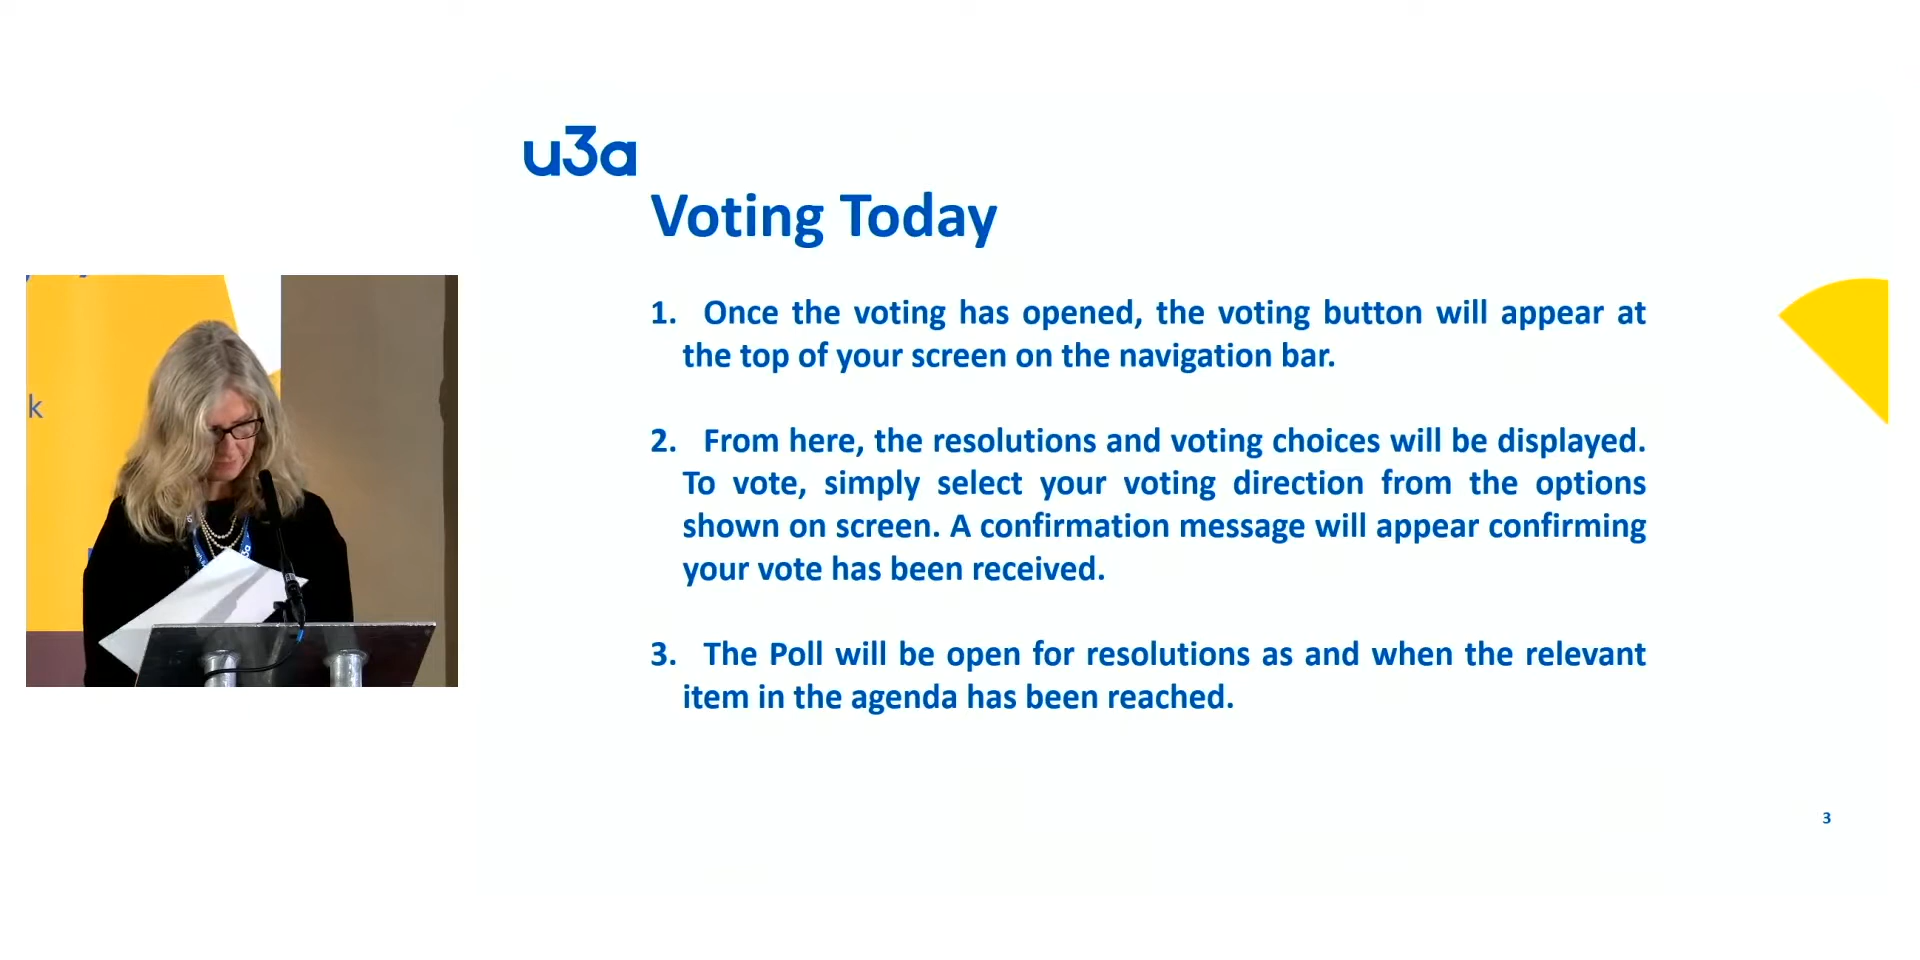 u3a
Voting Today
1. Once the voting has opened, the voting button will appear at
the top of your screen on the navigation bar.
2. From here, the resolutions and voting choices will be displayed.
To vote, simply select your voting direction from the options
shown on screen. A confirmation message will appear confirming
your vote has been received.
3. The Poll will be open for resolutions as and when the relevant
item in the agenda has been reached.
k
3